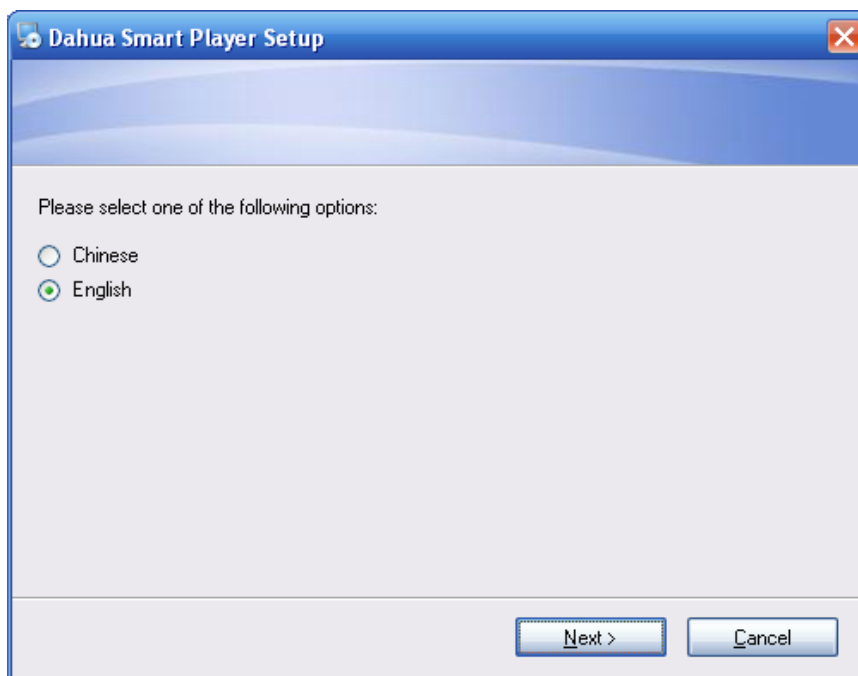 Dahua Smart Player Setup
Please select one of the following options:
Chinese
English
Next >
Cancel